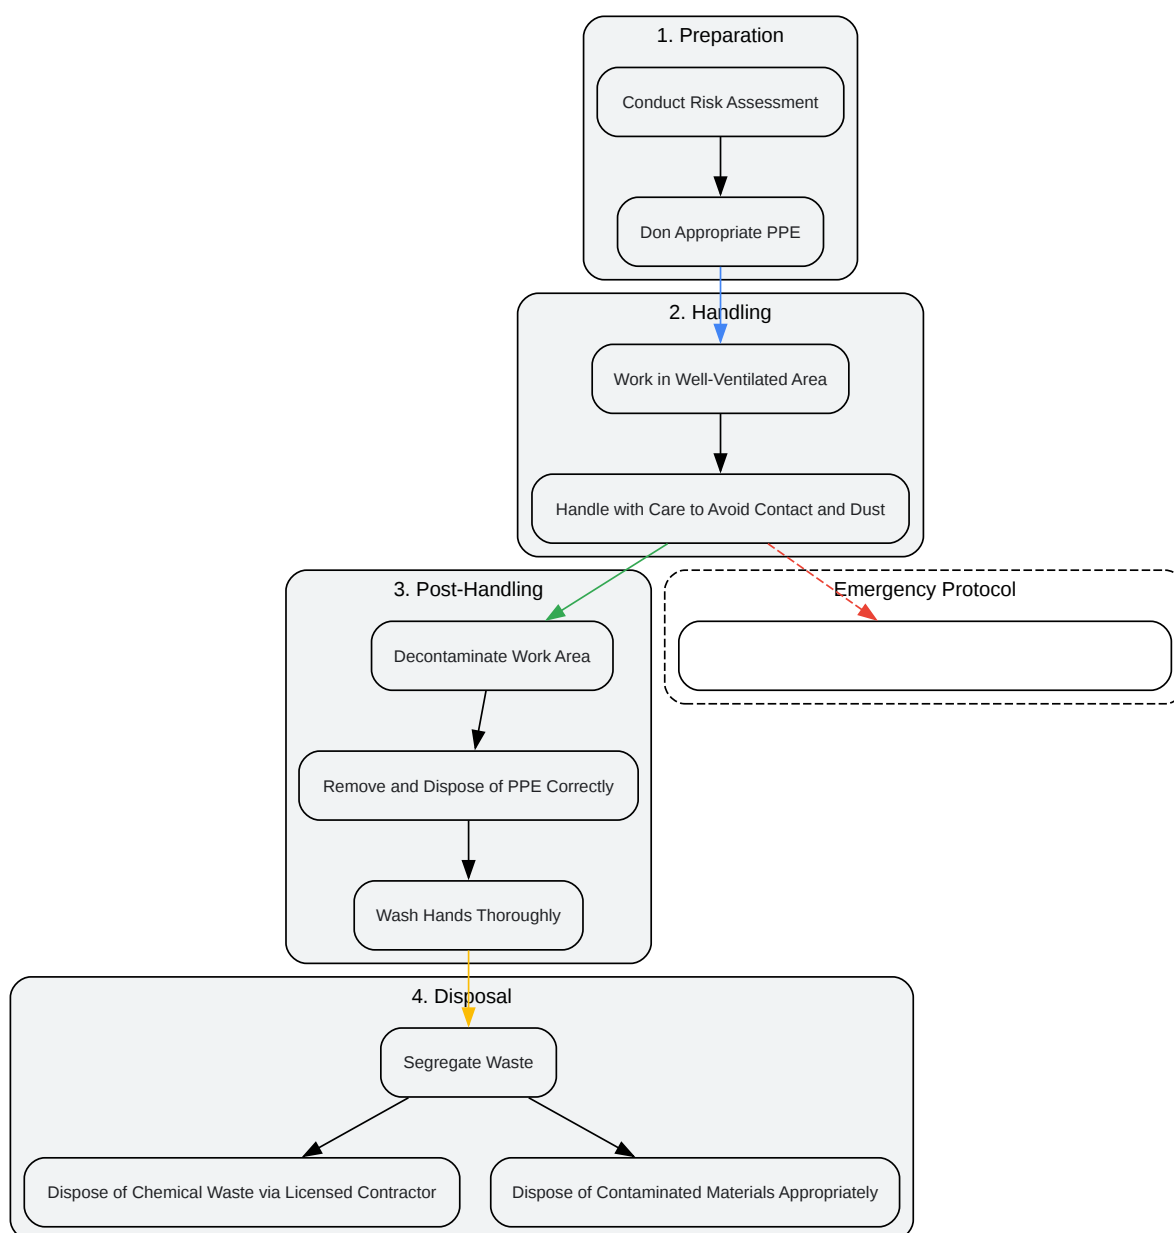 1. Preparation
Conduct Risk Assessment
Don Appropriate PPE
2. Handling
Work in Well-Ventilated Area
Handle with Care to Avoid Contact and Dust
3. Post-Handling
Emergency Protocol
Decontaminate Work Area
Remove and Dispose of PPE Correctly
Wash Hands Thoroughly
4. Disposal
Segregate Waste
Dispose of Chemical Waste via Licensed Contractor
Dispose of Contaminated Materials Appropriately